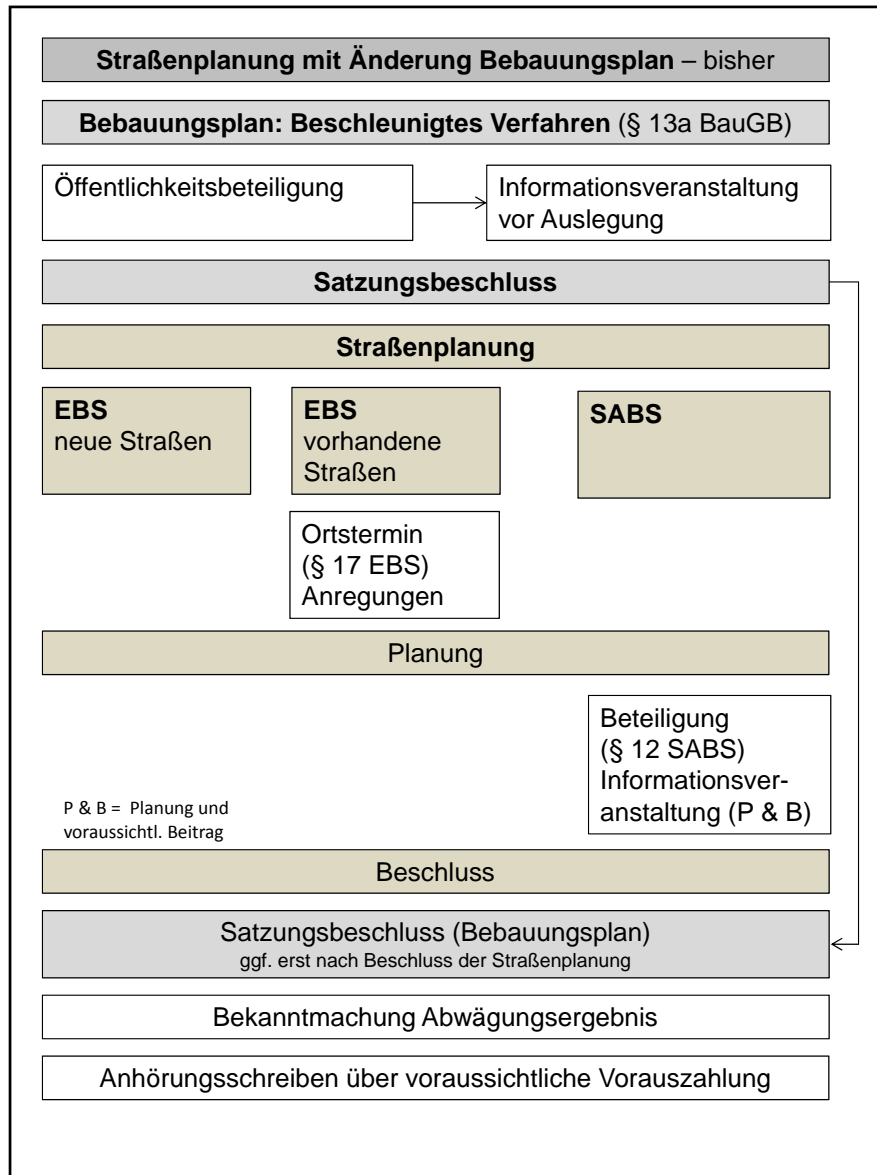 Straßenplanung mit Änderung Bebauungsplan – bisher
Bebauungsplan: Beschleunigtes Verfahren (§ 13a BauGB)
Öffentlichkeitsbeteiligung
Informationsveranstaltung
vor Auslegung
Satzungsbeschluss
Straßenplanung
EBS
neue Straßen
EBS
vorhandene
Straßen
SABS
Ortstermin
(§ 17 EBS)
Anregungen
Planung
Beteiligung
(§ 12 SABS)
Informationsver-
anstaltung (P & B)
P & B = Planung und
voraussichtl. Beitrag
Beschluss
Satzungsbeschluss (Bebauungsplan)
ggf. erst nach Beschluss der Straßenplanung
Bekanntmachung Abwägungsergebnis
Anhörungsschreiben über voraussichtliche Vorauszahlung